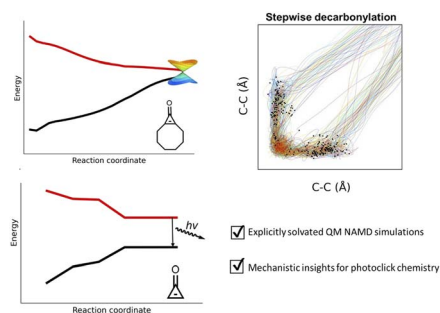 Energy
Reaction coordinate
O
Stepwise decarbonylation
C-C (Å)
C-C (Å)
Energy
hν
O
Reaction coordinate
Explicitly solvated QM NAMD simulations
Mechanistic insights for photoclick chemistry